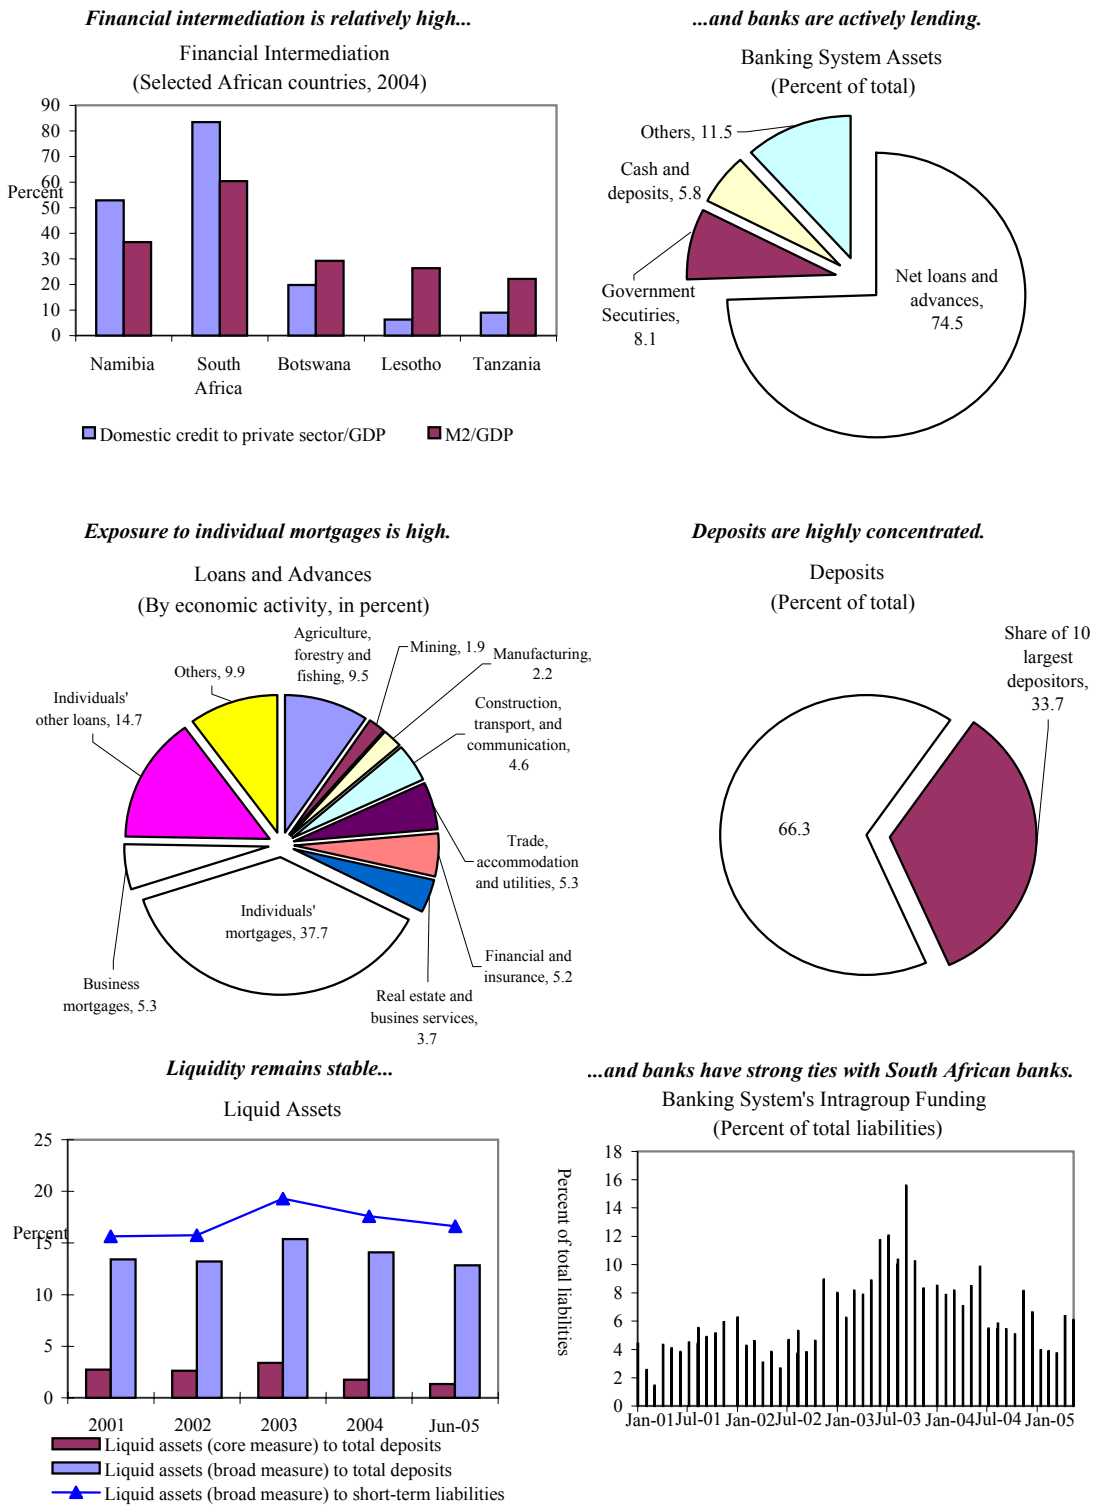 Financial intermediation is relatively high...
Financial Intermediation
(Selected African countries, 2004)
90
80
70
60
Percent
50
40
30
20
10
0
Namibia
South
Africa
Botswana
Lesotho
Tanzania
Domestic credit to private sector/GDP
M2/GDP
...and banks are actively lending.
Banking System Assets
(Percent of total)
Others, 11.5
Cash and
deposits, 5.8
Government
Secutiries,
8.1
Net loans and
advances,
74.5
Exposure to individual mortgages is high.
Loans and Advances
(By economic activity, in percent)
Agriculture,
forestry and
fishing, 9.5
Mining, 1.9
Manufacturing,
2.2
Construction,
transport, and
communication,
4.6
Trade,
accommodation
and utilities, 5.3
Financial and
insurance, 5.2
Real estate and
busines services,
3.7
Individuals'
mortgages, 37.7
Business
mortgages, 5.3
Individuals'
other loans, 14.7
Others, 9.9
Deposits are highly concentrated.
Deposits
(Percent of total)
Share of 10
largest
depositors,
33.7
66.3
Liquidity remains stable...
Liquid Assets
25
20
Percent
15
10
5
0
2001
2002
2003
2004
Jun-05
Liquid assets (core measure) to total deposits
Liquid assets (broad measure) to total deposits
Liquid assets (broad measure) to short-term liabilities
...and banks have strong ties with South African banks.
Banking System's Intragroup Funding
(Percent of total liabilities)
Percent of total
liabilities
18
16
14
12
10
8
6
4
2
0
Jan-01
Jul-01
Jan-02
Jul-02
Jan-03
Jul-03
Jan-04
Jul-04
Jan-05